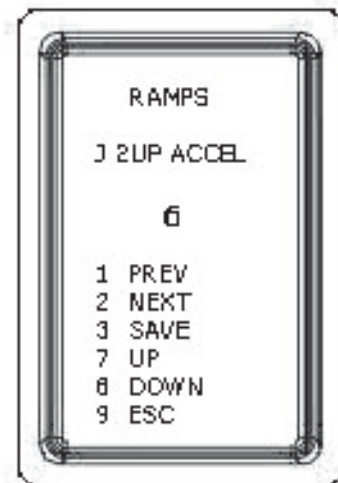 RAMPS
J 2UP ACCEL
6
1 PREV
2 NEXT
3 SAVE
7 UP
8 DOWN
9 ESC